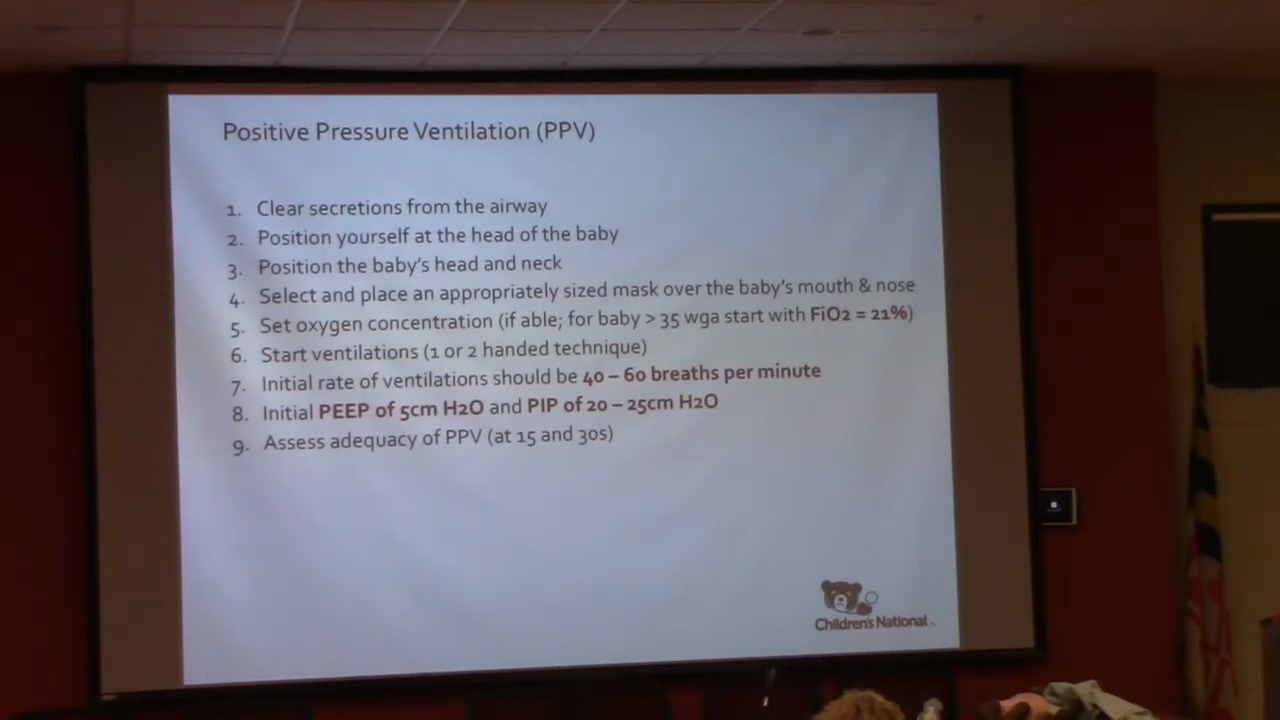 Positive Pressure Ventilation (PPV)
1. Clear secretions from the airway
2. Position yourself at the head of the baby
3. Position the baby's head and neck
4. Select and place an appropriately sized mask over the baby's mouth & nose
5. Set oxygen concentration (if able; for baby > 35 wga start with FiO2 = 21%)
6. Start ventilations (1 or 2 handed technique)
7. Initial rate of ventilations should be 40 – 60 breaths per minute
8. Initial PEEP of 5cm H2O and PIP of 20 – 25cm H2O
9. Assess adequacy of PPV (at 15 and 30s)
Children's National